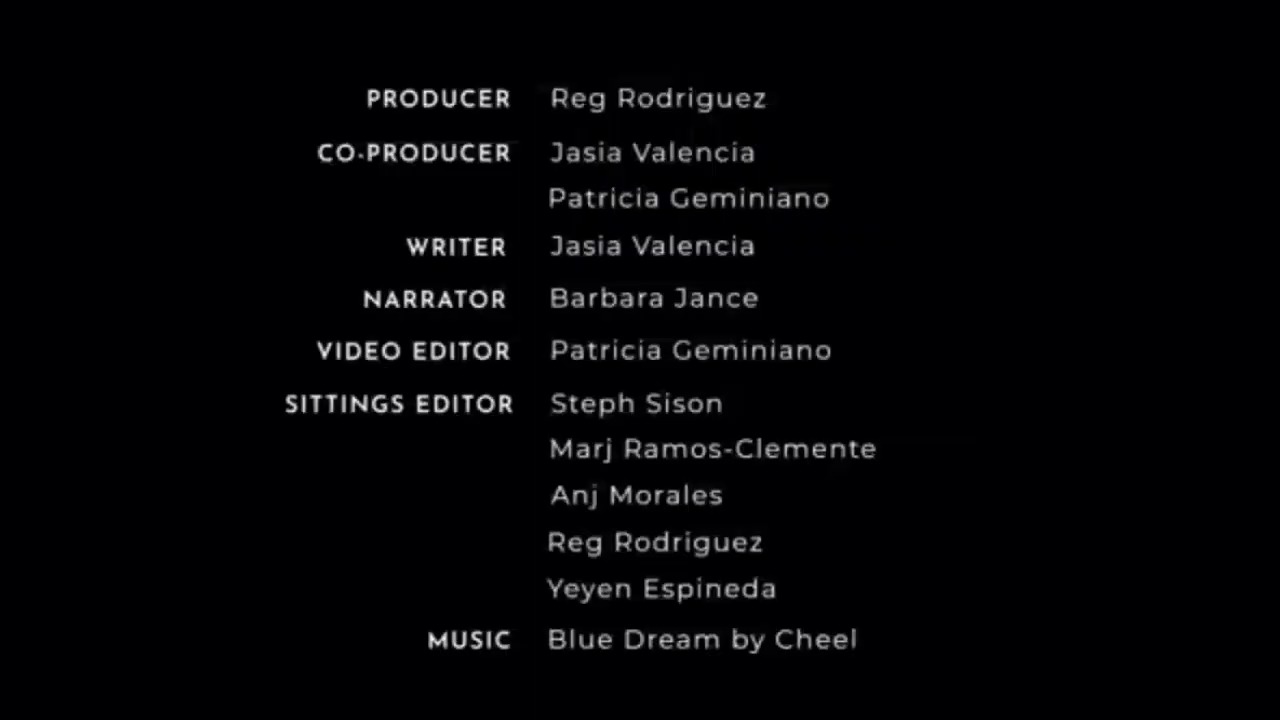 PRODUCER Reg Rodriguez
CO-PRODUCER Jasia Valencia
Patricia Geminiano
WRITER Jasia Valencia
NARRATOR Barbara Jance
VIDEO EDITOR Patricia Geminiano
SITTINGS EDITOR Steph Sison
Marj Ramos-Clemente
Anj Morales
Reg Rodriguez
Yeyen Espineda
MUSIC Blue Dream by Cheel